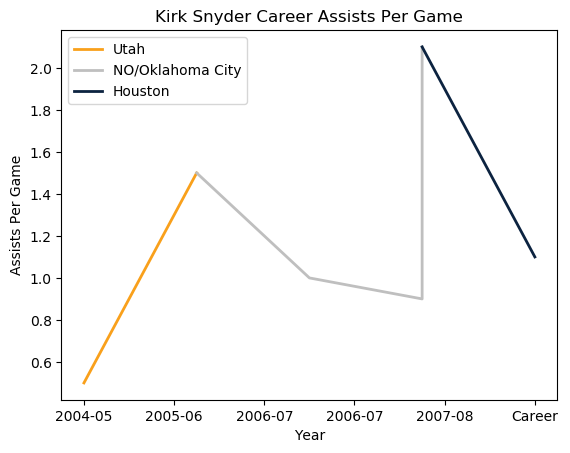 Kirk Snyder Career Assists Per Game
Utah
NO/Oklahoma City
Houston
Assists Per Game
2.0
1.8
1.6
1.4
1.2
1.0
0.8
0.6
2004-05 2005-06 2006-07 2006-07 2007-08 Career
Year